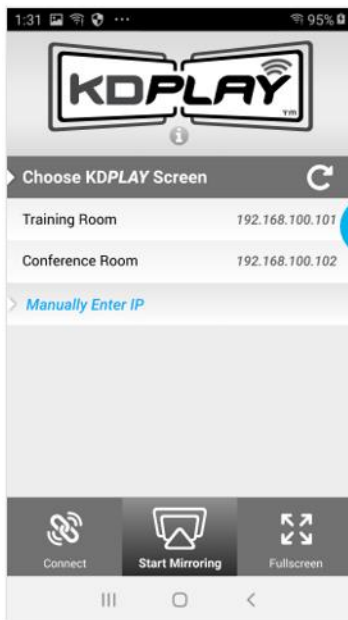 1:31 95%
KDPLAY
TM
i
Choose KDPLAY Screen
Training Room 192.168.100.101
Conference Room 192.168.100.102
Manually Enter IP
Connect Start Mirroring Fullscreen